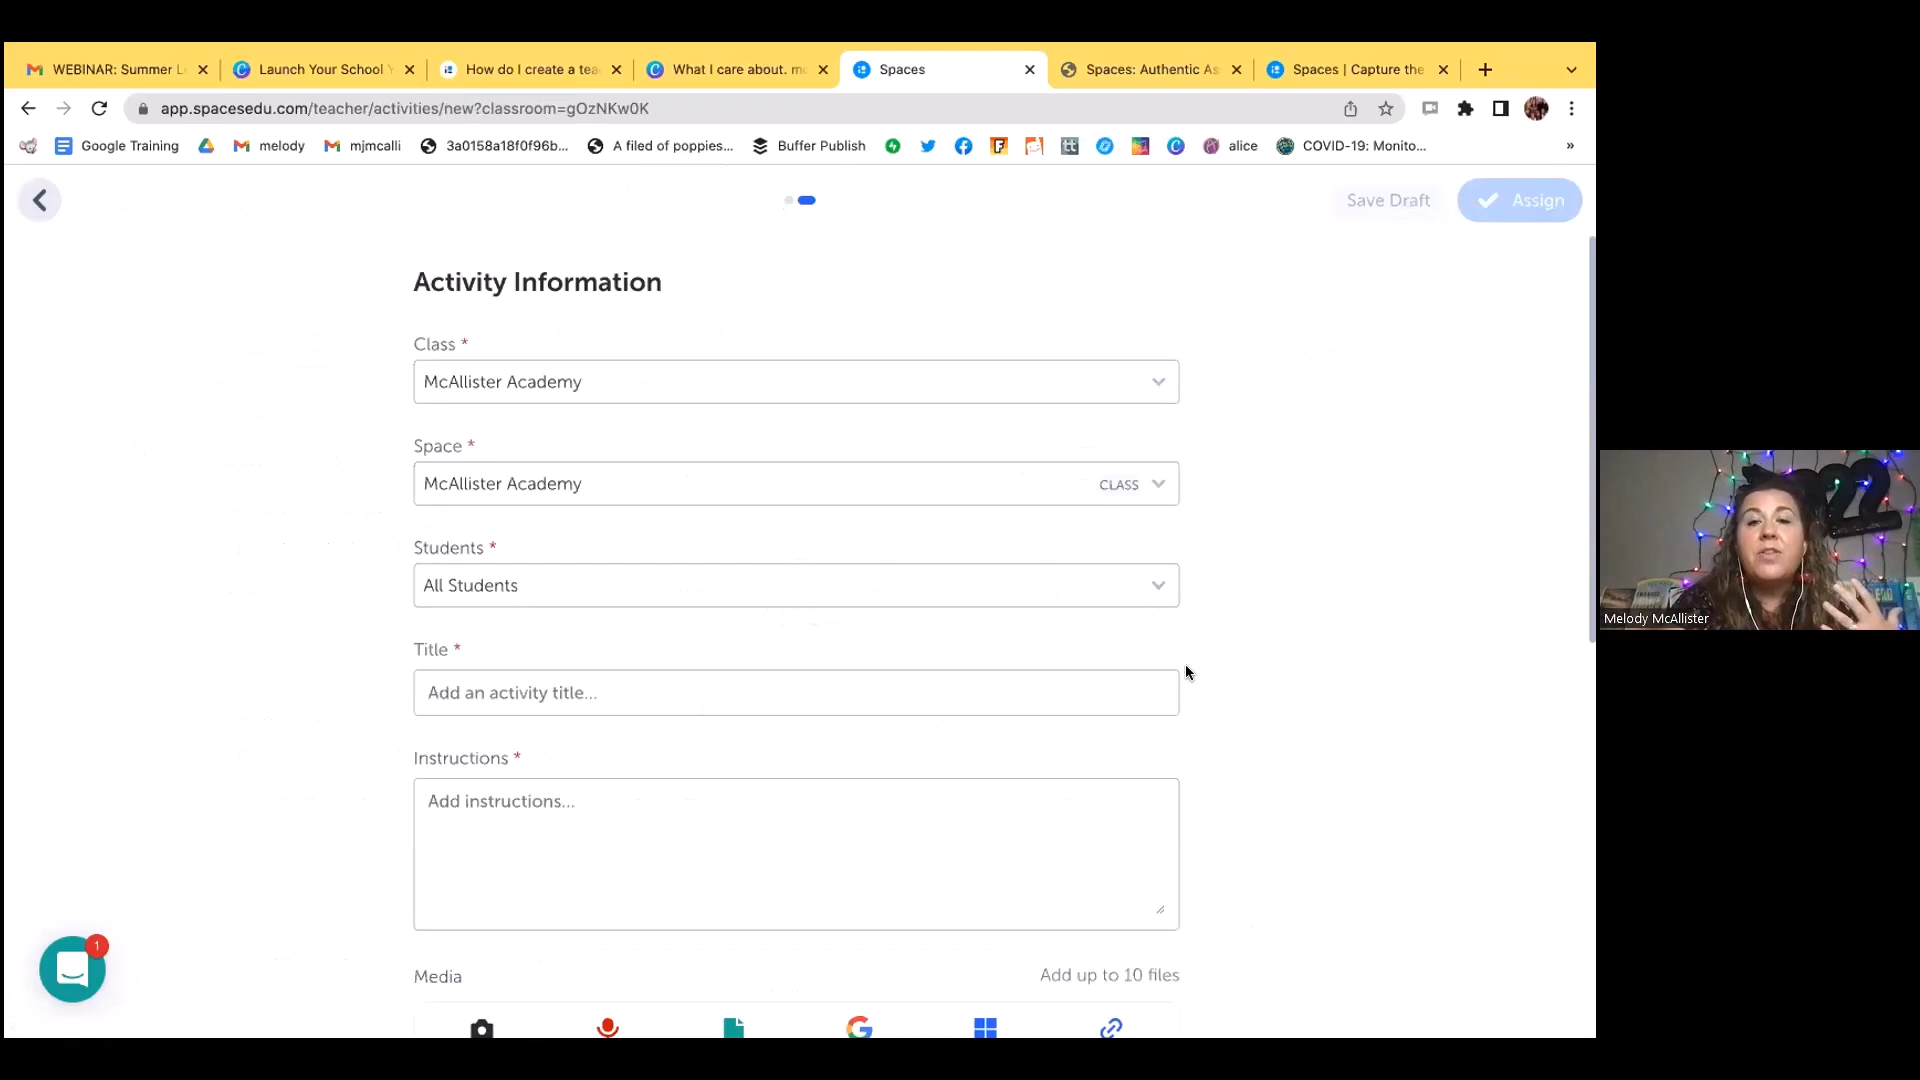 WEBINAR: Summer L
Launch Your School
How do I create a tea
What I care about. m
Spaces
Spaces: Authentic As
Spaces | Capture the
app.spacesedu.com/teacher/activities/new?classroom=gOzNKw0K
Google Training
melody
mjmcalli
3a0158a18f0f96b...
A filed of poppies...
Buffer Publish
alice
COVID-19: Monito...
Save Draft
Assign
Activity Information
Class *
McAllister Academy
Space *
McAllister Academy
CLASS
Students *
All Students
Title *
Add an activity title...
Instructions *
Add instructions...
1
Media
Add up to 10 files
22
Melody McAllister